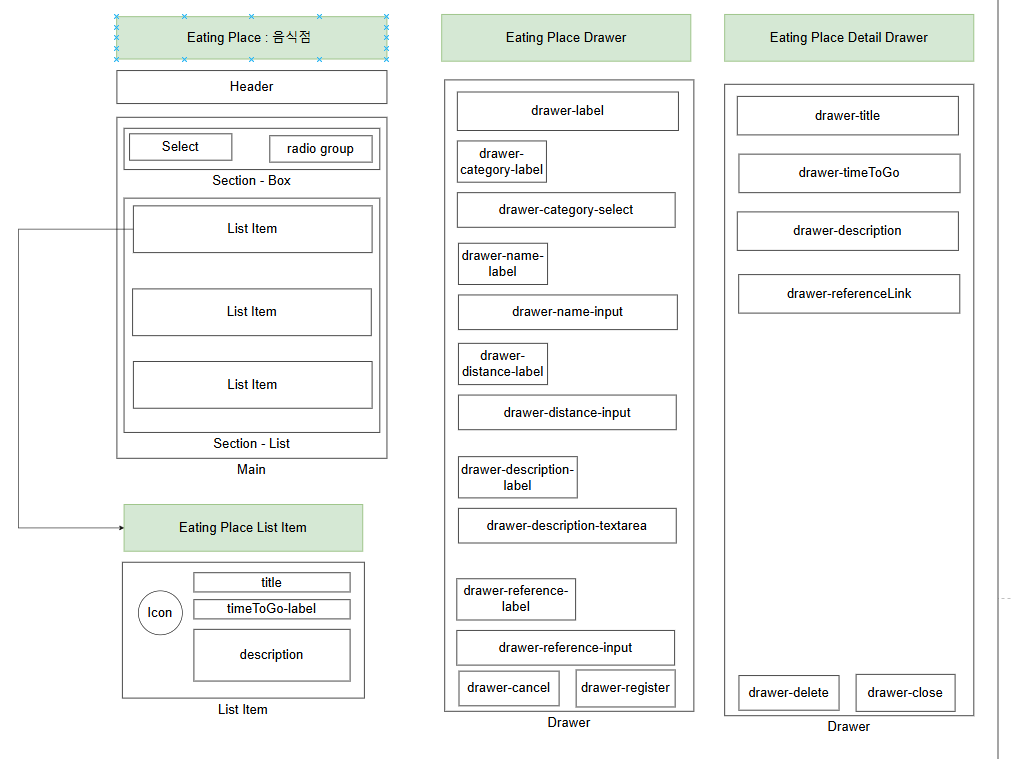 Eating Place : 음식점
Header
Select
radio group
Section - Box
List Item
List Item
List Item
Section - List
Main
Eating Place List Item
Icon
title
timeToGo-label
description
List Item
Eating Place Drawer
drawer-label
drawer-
category-label
drawer-category-select
drawer-name-
label
drawer-name-input
drawer-
distance-label
drawer-distance-input
drawer-description-
label
drawer-description-textarea
drawer-reference-
label
drawer-reference-input
drawer-cancel
drawer-register
Drawer
Eating Place Detail Drawer
drawer-title
drawer-timeToGo
drawer-description
drawer-referenceLink
drawer-delete
drawer-close
Drawer